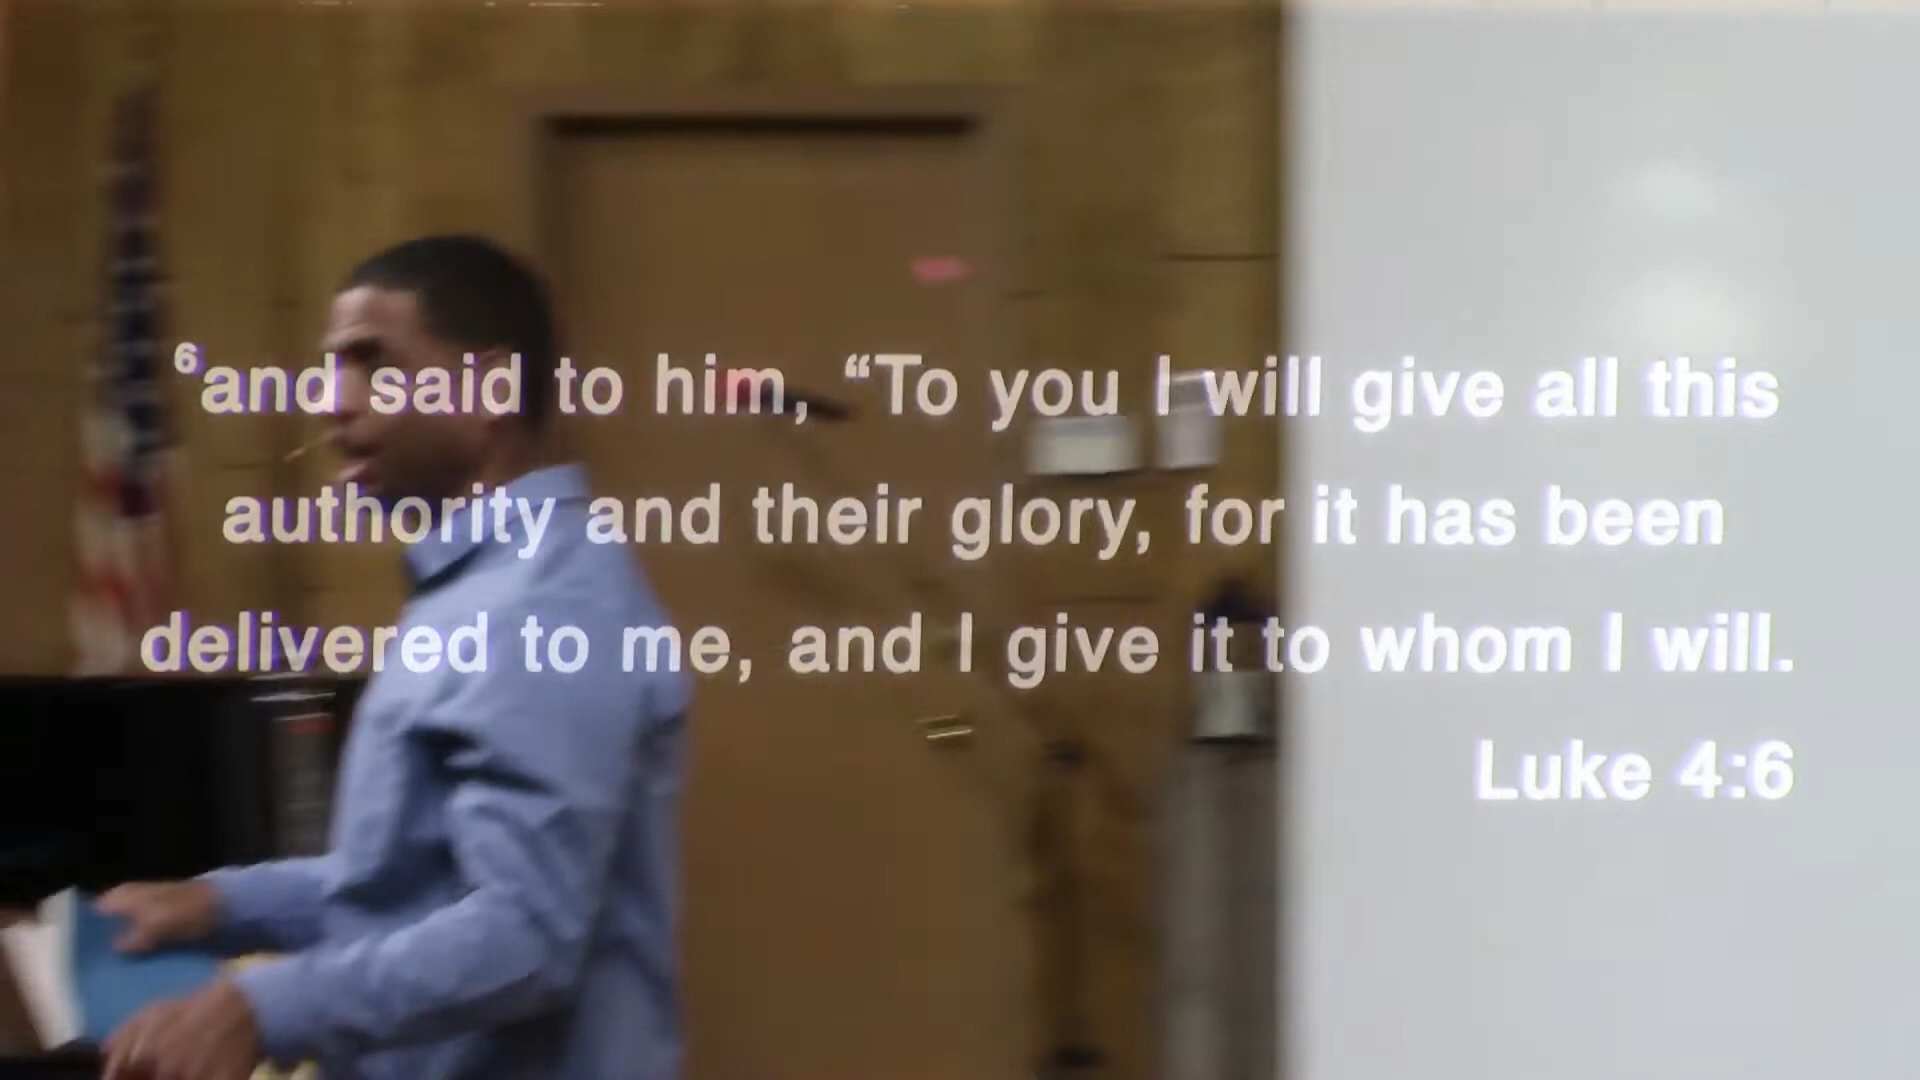 ⁶and said to him, “To you I will give all this
authority and their glory, for it has been
delivered to me, and I give it to whom I will.
Luke 4:6